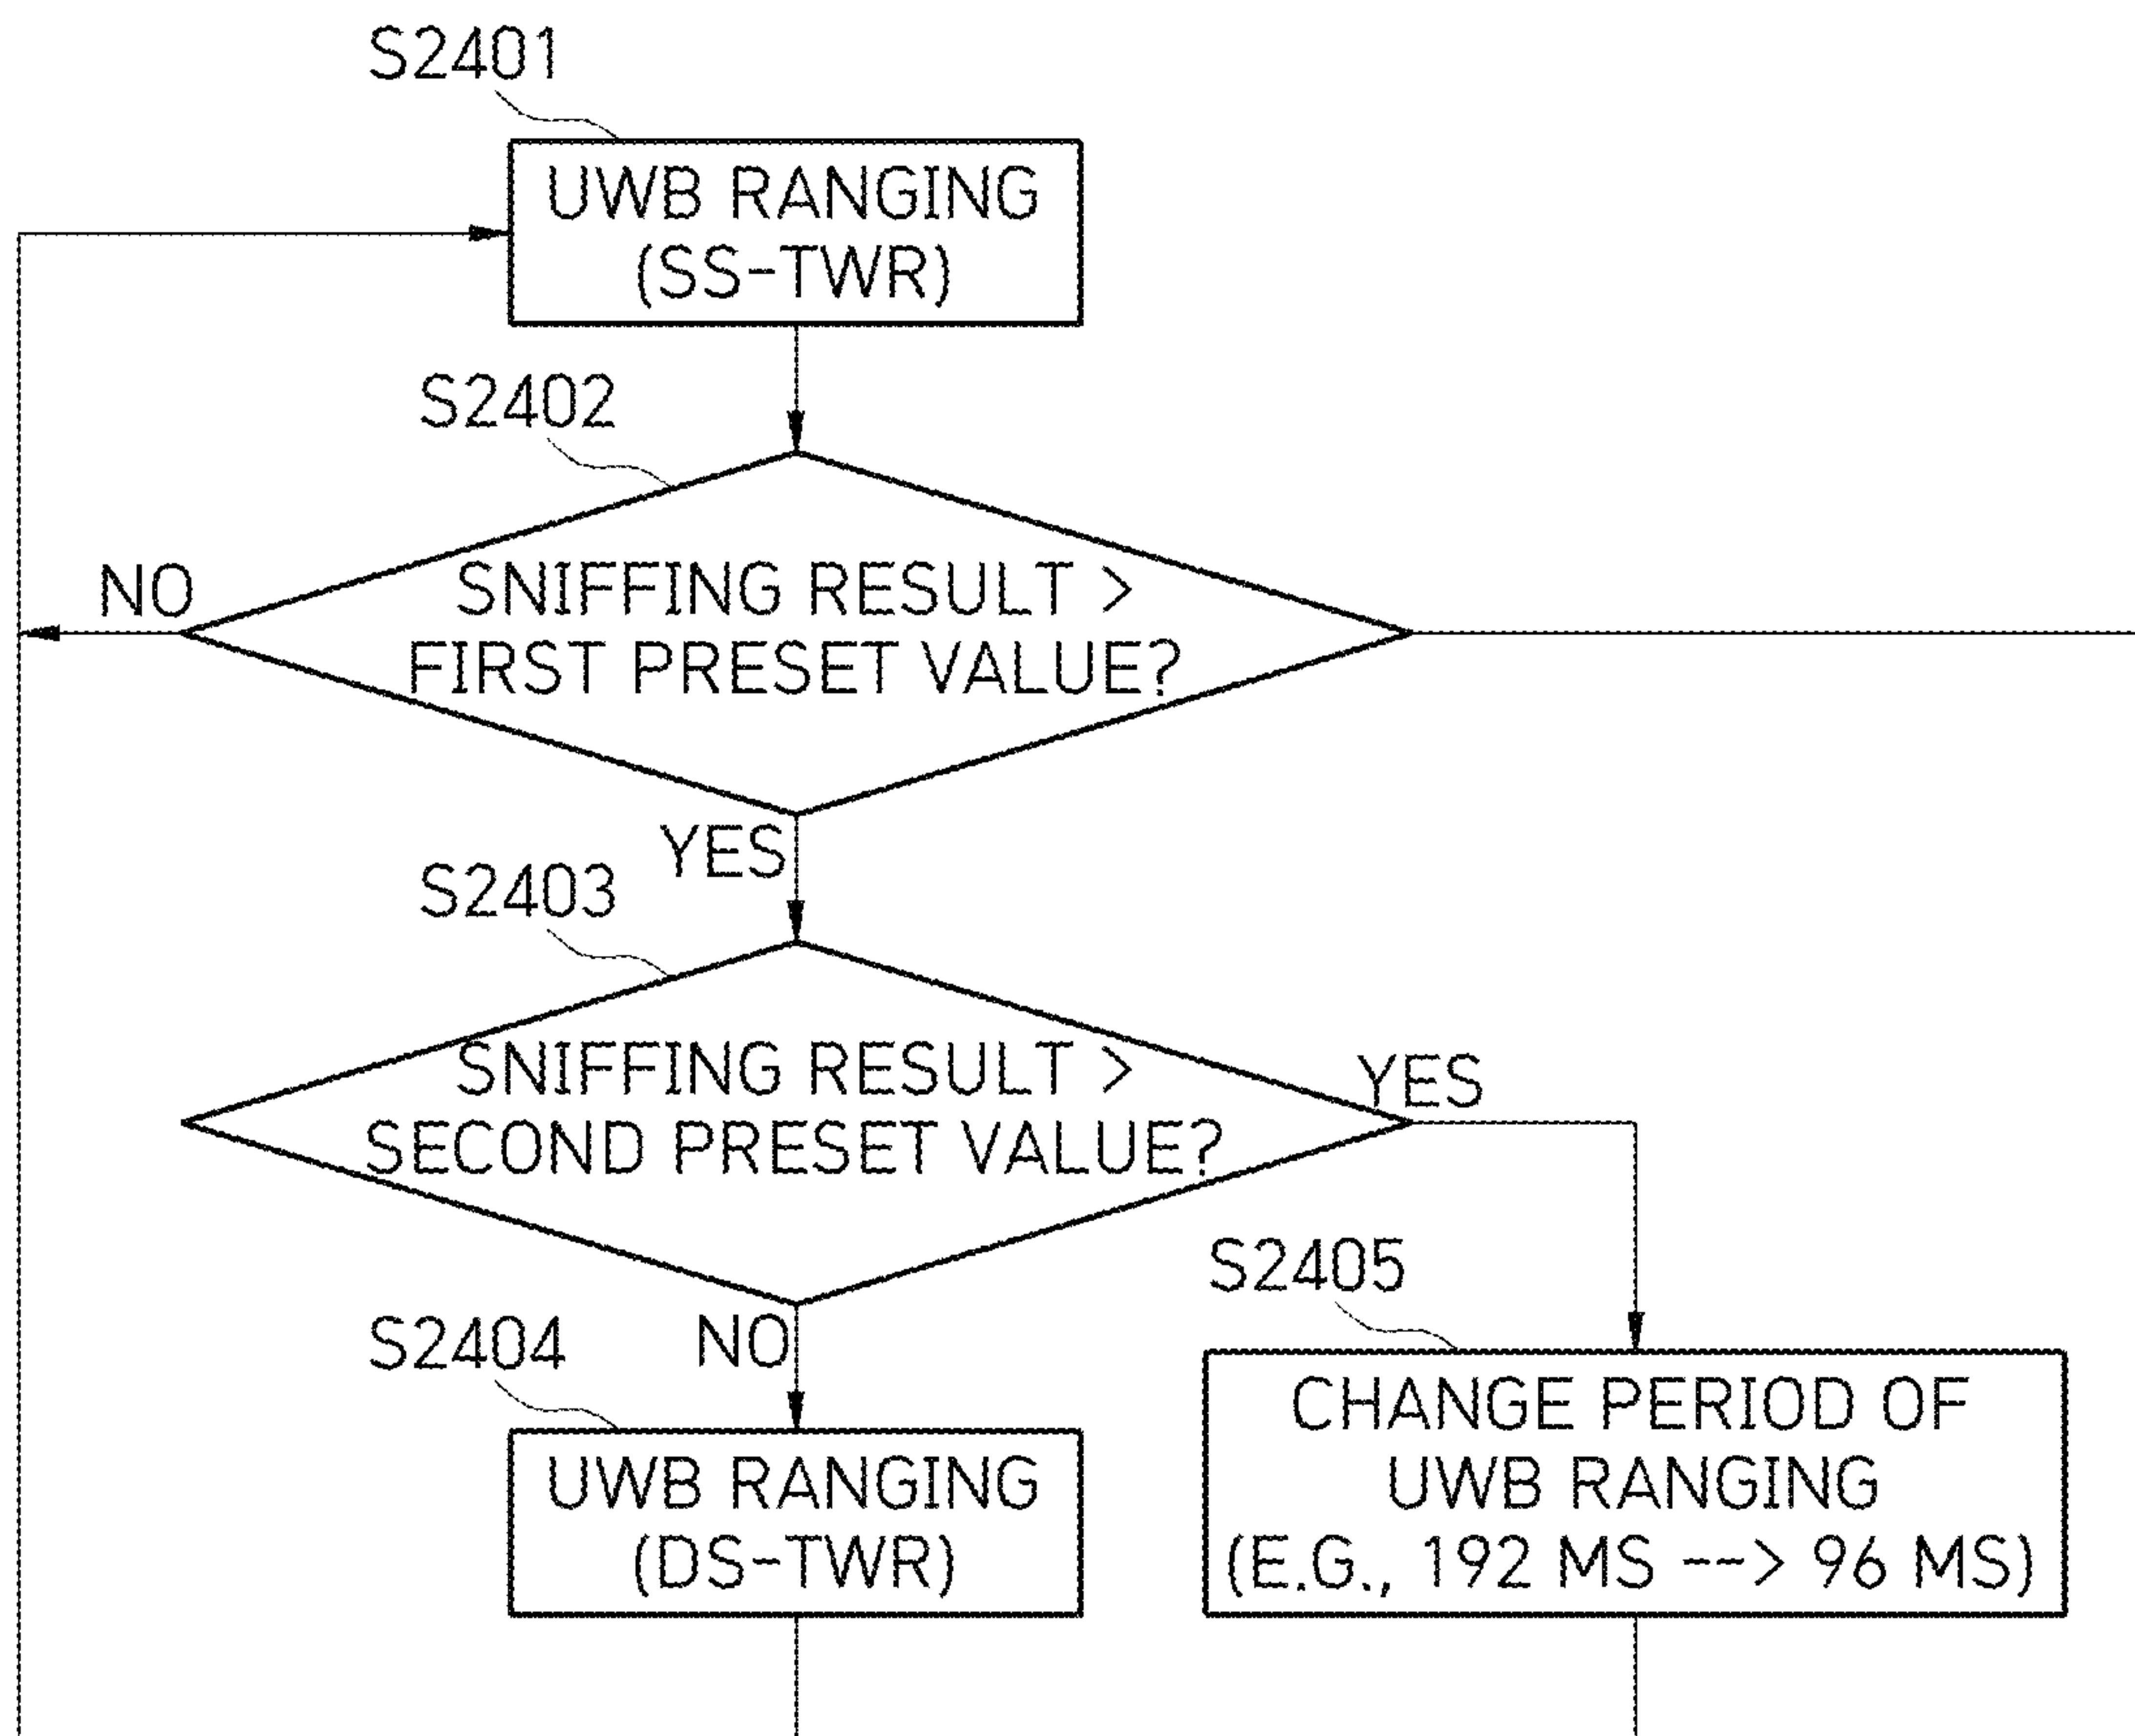 S2401
UWB RANGING
(SS-TWR)
S2402
NO
SNIFFING RESULT >
FIRST PRESET VALUE?
YES
S2403
SNIFFING RESULT >
SECOND PRESET VALUE?
YES
S2405
S2404
NO
CHANGE PERIOD OF
UWB RANGING
(E.G., 192 MS --> 96 MS)
UWB RANGING
(DS-TWR)